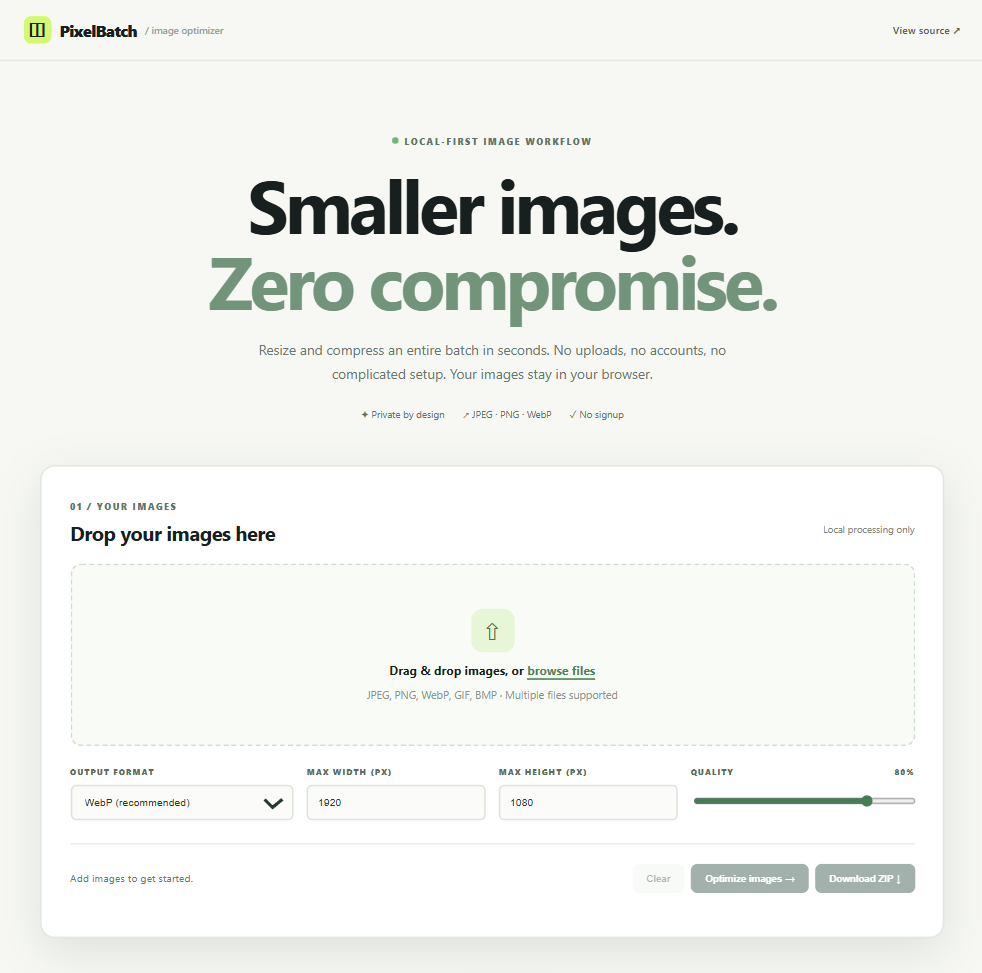 PixelBatch / image optimizer
View source ↗
LOCAL-FIRST IMAGE WORKFLOW
Smaller images.
Zero compromise.
Resize and compress an entire batch in seconds. No uploads, no accounts, no
complicated setup. Your images stay in your browser.
✦ Private by design ↗ JPEG · PNG · WebP ✓ No signup
01 / YOUR IMAGES
Drop your images here
Local processing only
⇧
Drag & drop images, or browse files
JPEG, PNG, WebP, GIF, BMP · Multiple files supported
OUTPUT FORMAT MAX WIDTH (PX) MAX HEIGHT (PX) QUALITY 80%
WebP (recommended) 1920 1080
Add images to get started. Clear Optimize images → Download ZIP ↓